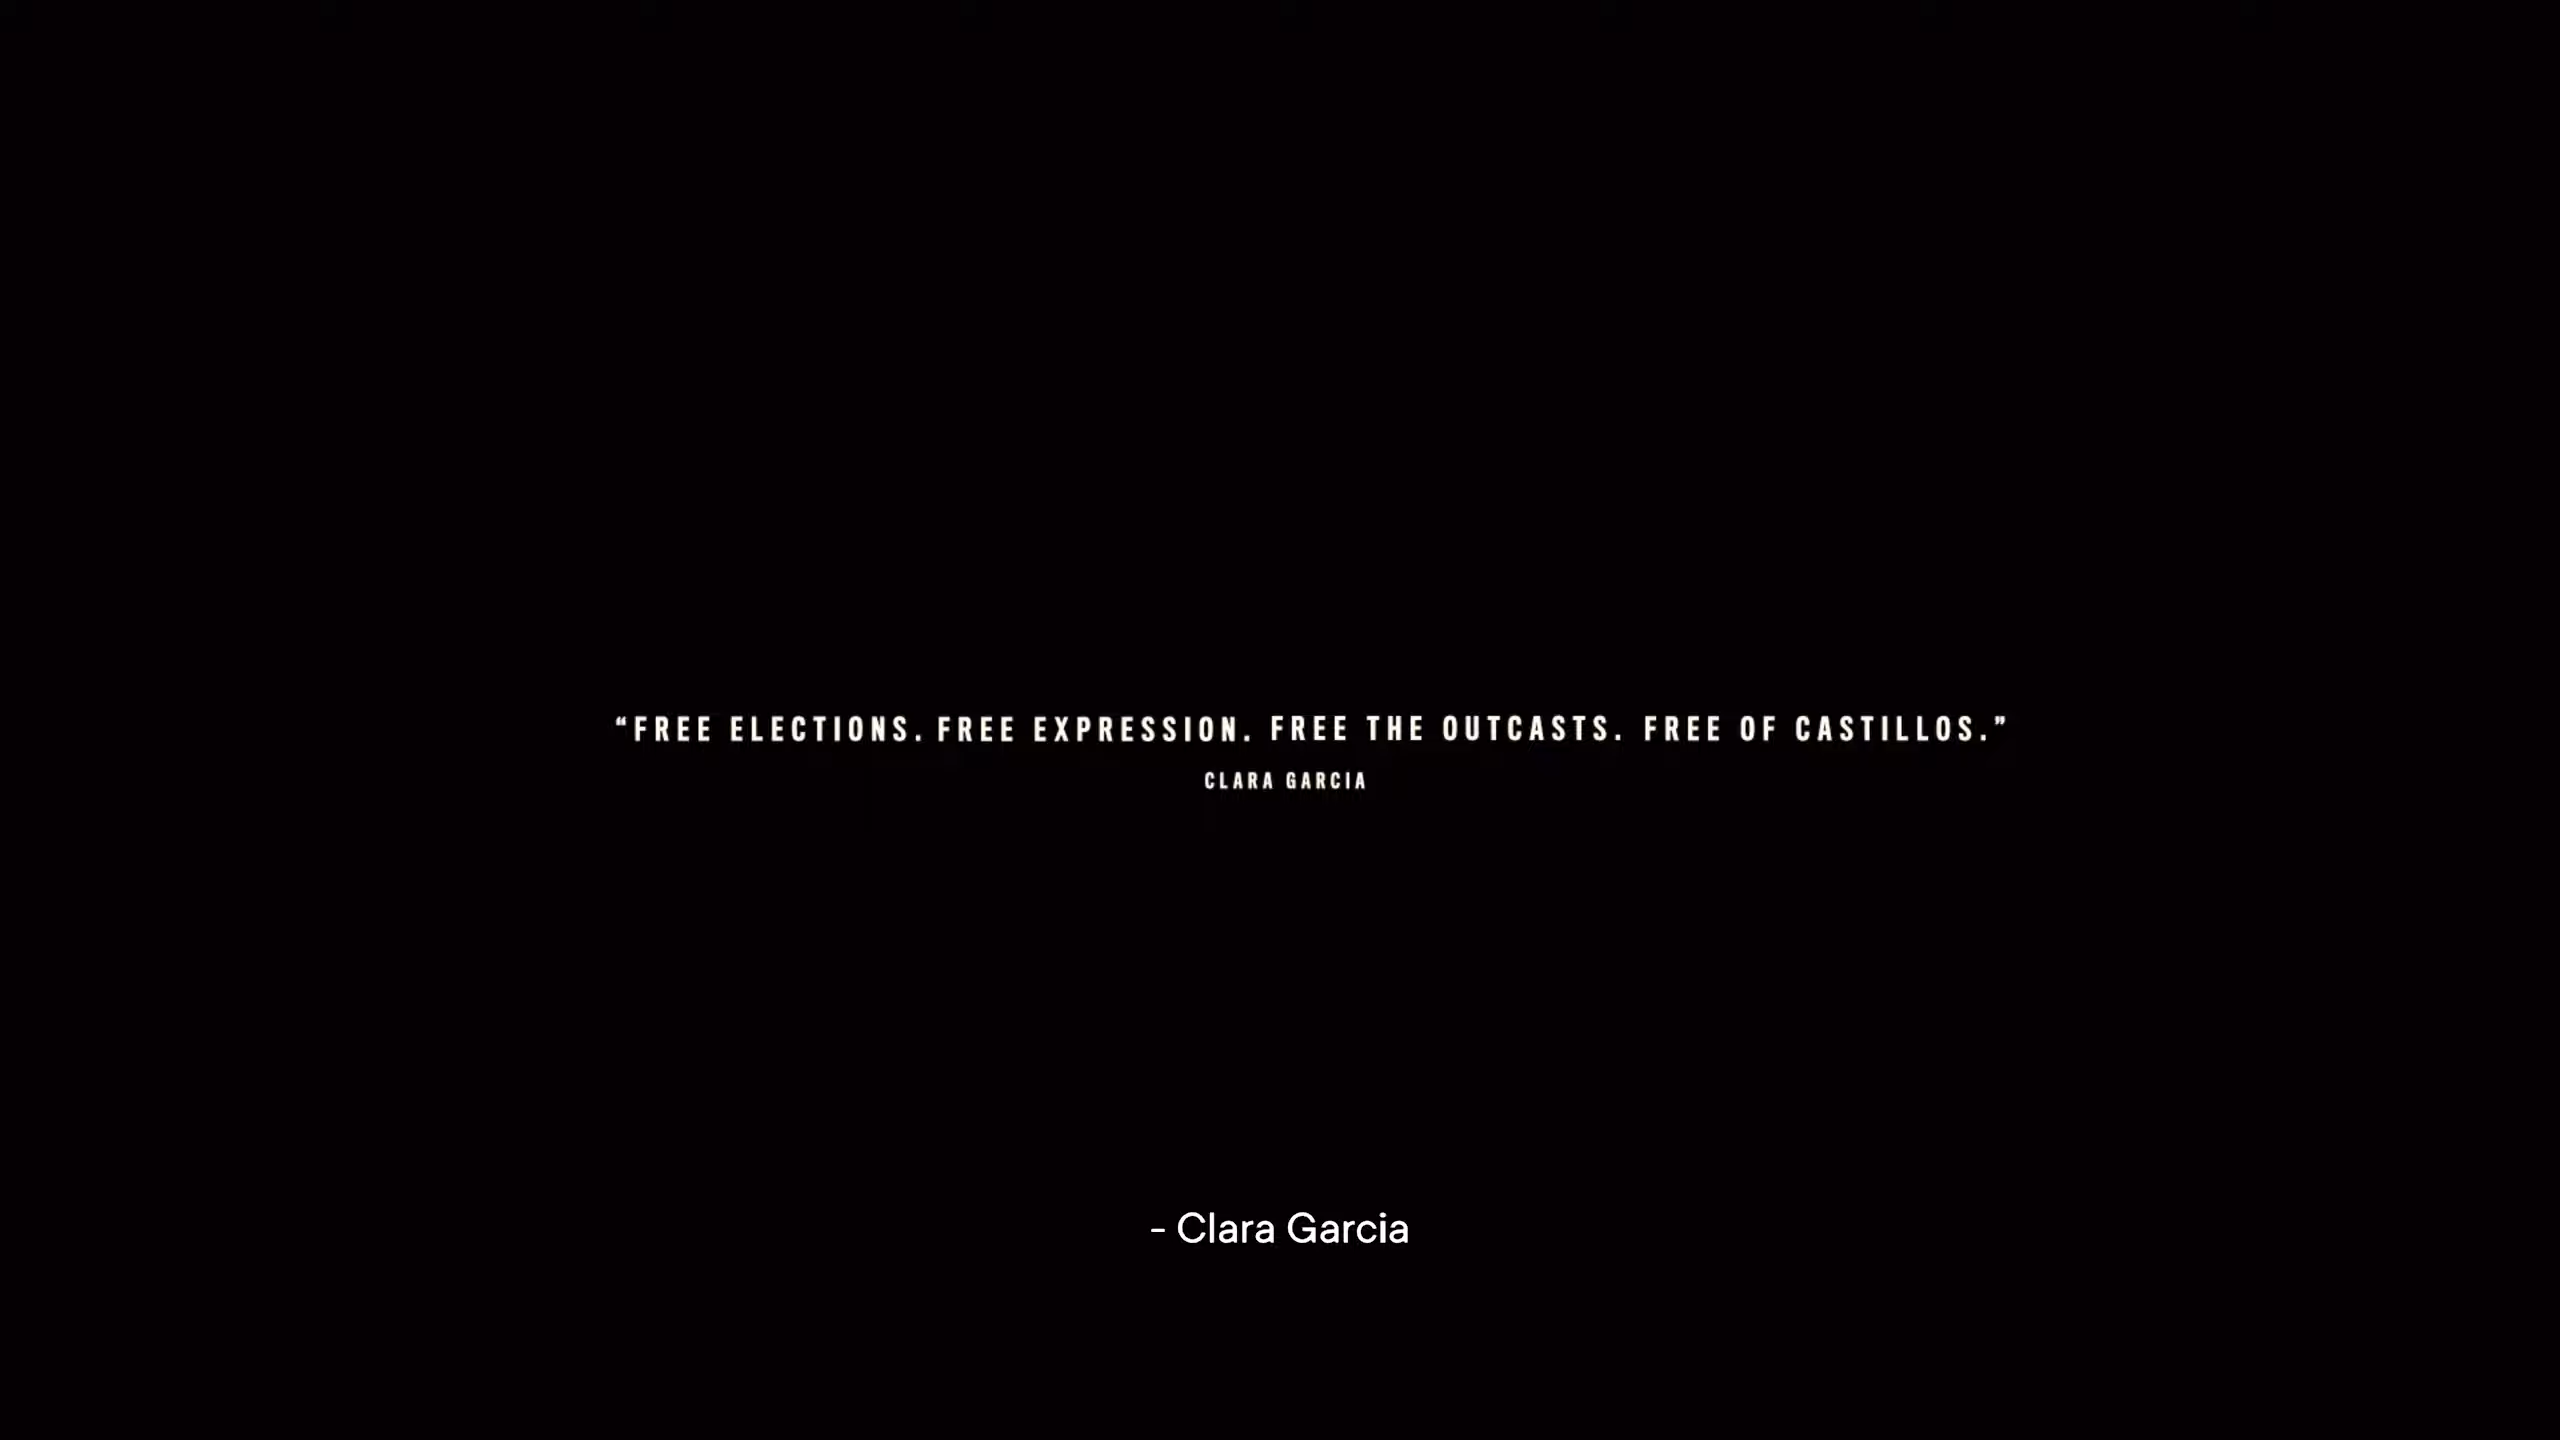 “FREE ELECTIONS. FREE EXPRESSION. FREE THE OUTCASTS. FREE OF CASTILLOS.”
CLARA GARCIA
- Clara Garcia